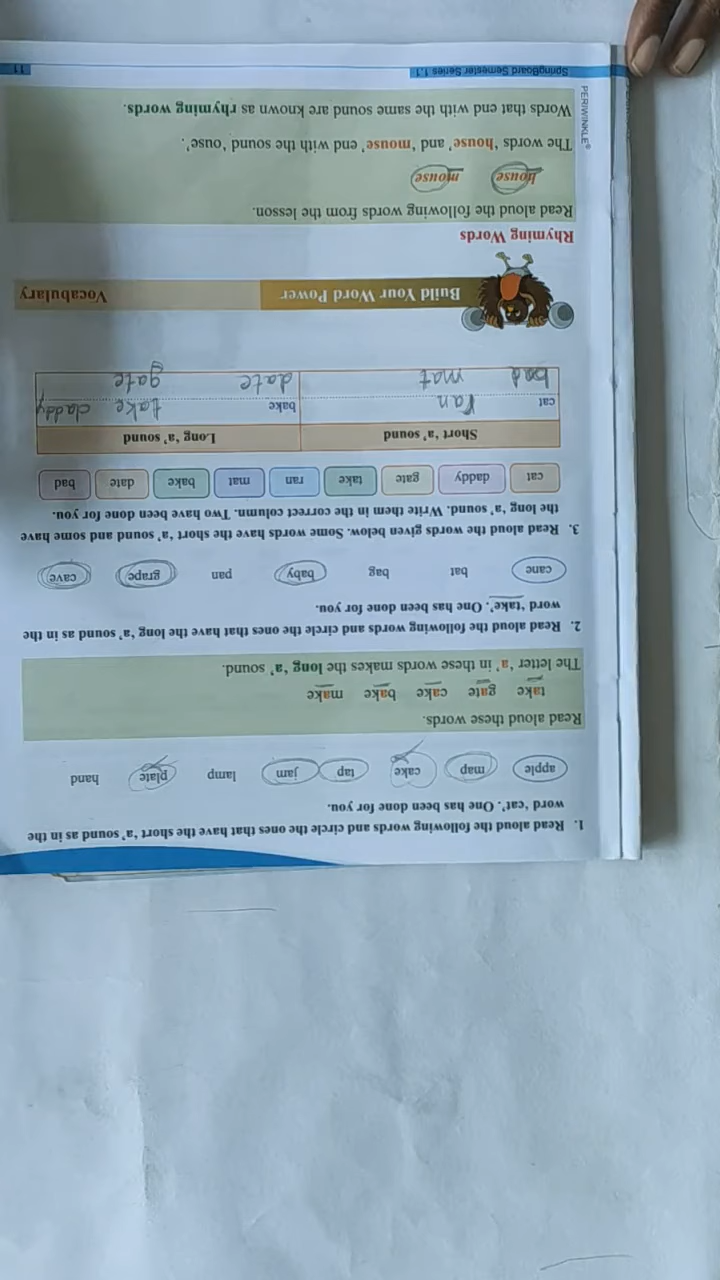 1. Read aloud the following words and circle the ones that have the short 'a' sound as in the
word 'cat'. One has been done for you.
apple map cake tap jam lamp plate hand
Read aloud these words.
take gate cake bake make
The letter 'a' in these words makes the long 'a' sound.
2. Read aloud the following words and circle the ones that have the long 'a' sound as in the
word 'take'. One has been done for you.
cane bat bag baby pan grape cave
3. Read aloud the words given below. Some words have the short 'a' sound and some have
the long 'a' sound. Write them in the correct column. Two have been done for you.
cat daddy gate take ran mat bake date bad
Short 'a' sound Long 'a' sound
cat ran bake take daddy
bad mat date gate
Build Your Word Power Vocabulary
Rhyming Words
Read aloud the following words from the lesson.
house mouse
The words 'house' and 'mouse' end with the sound 'ouse'.
Words that end with the same sound are known as rhyming words.
PERIWINKLE®
SpringBoard Semester Series 1.1 11